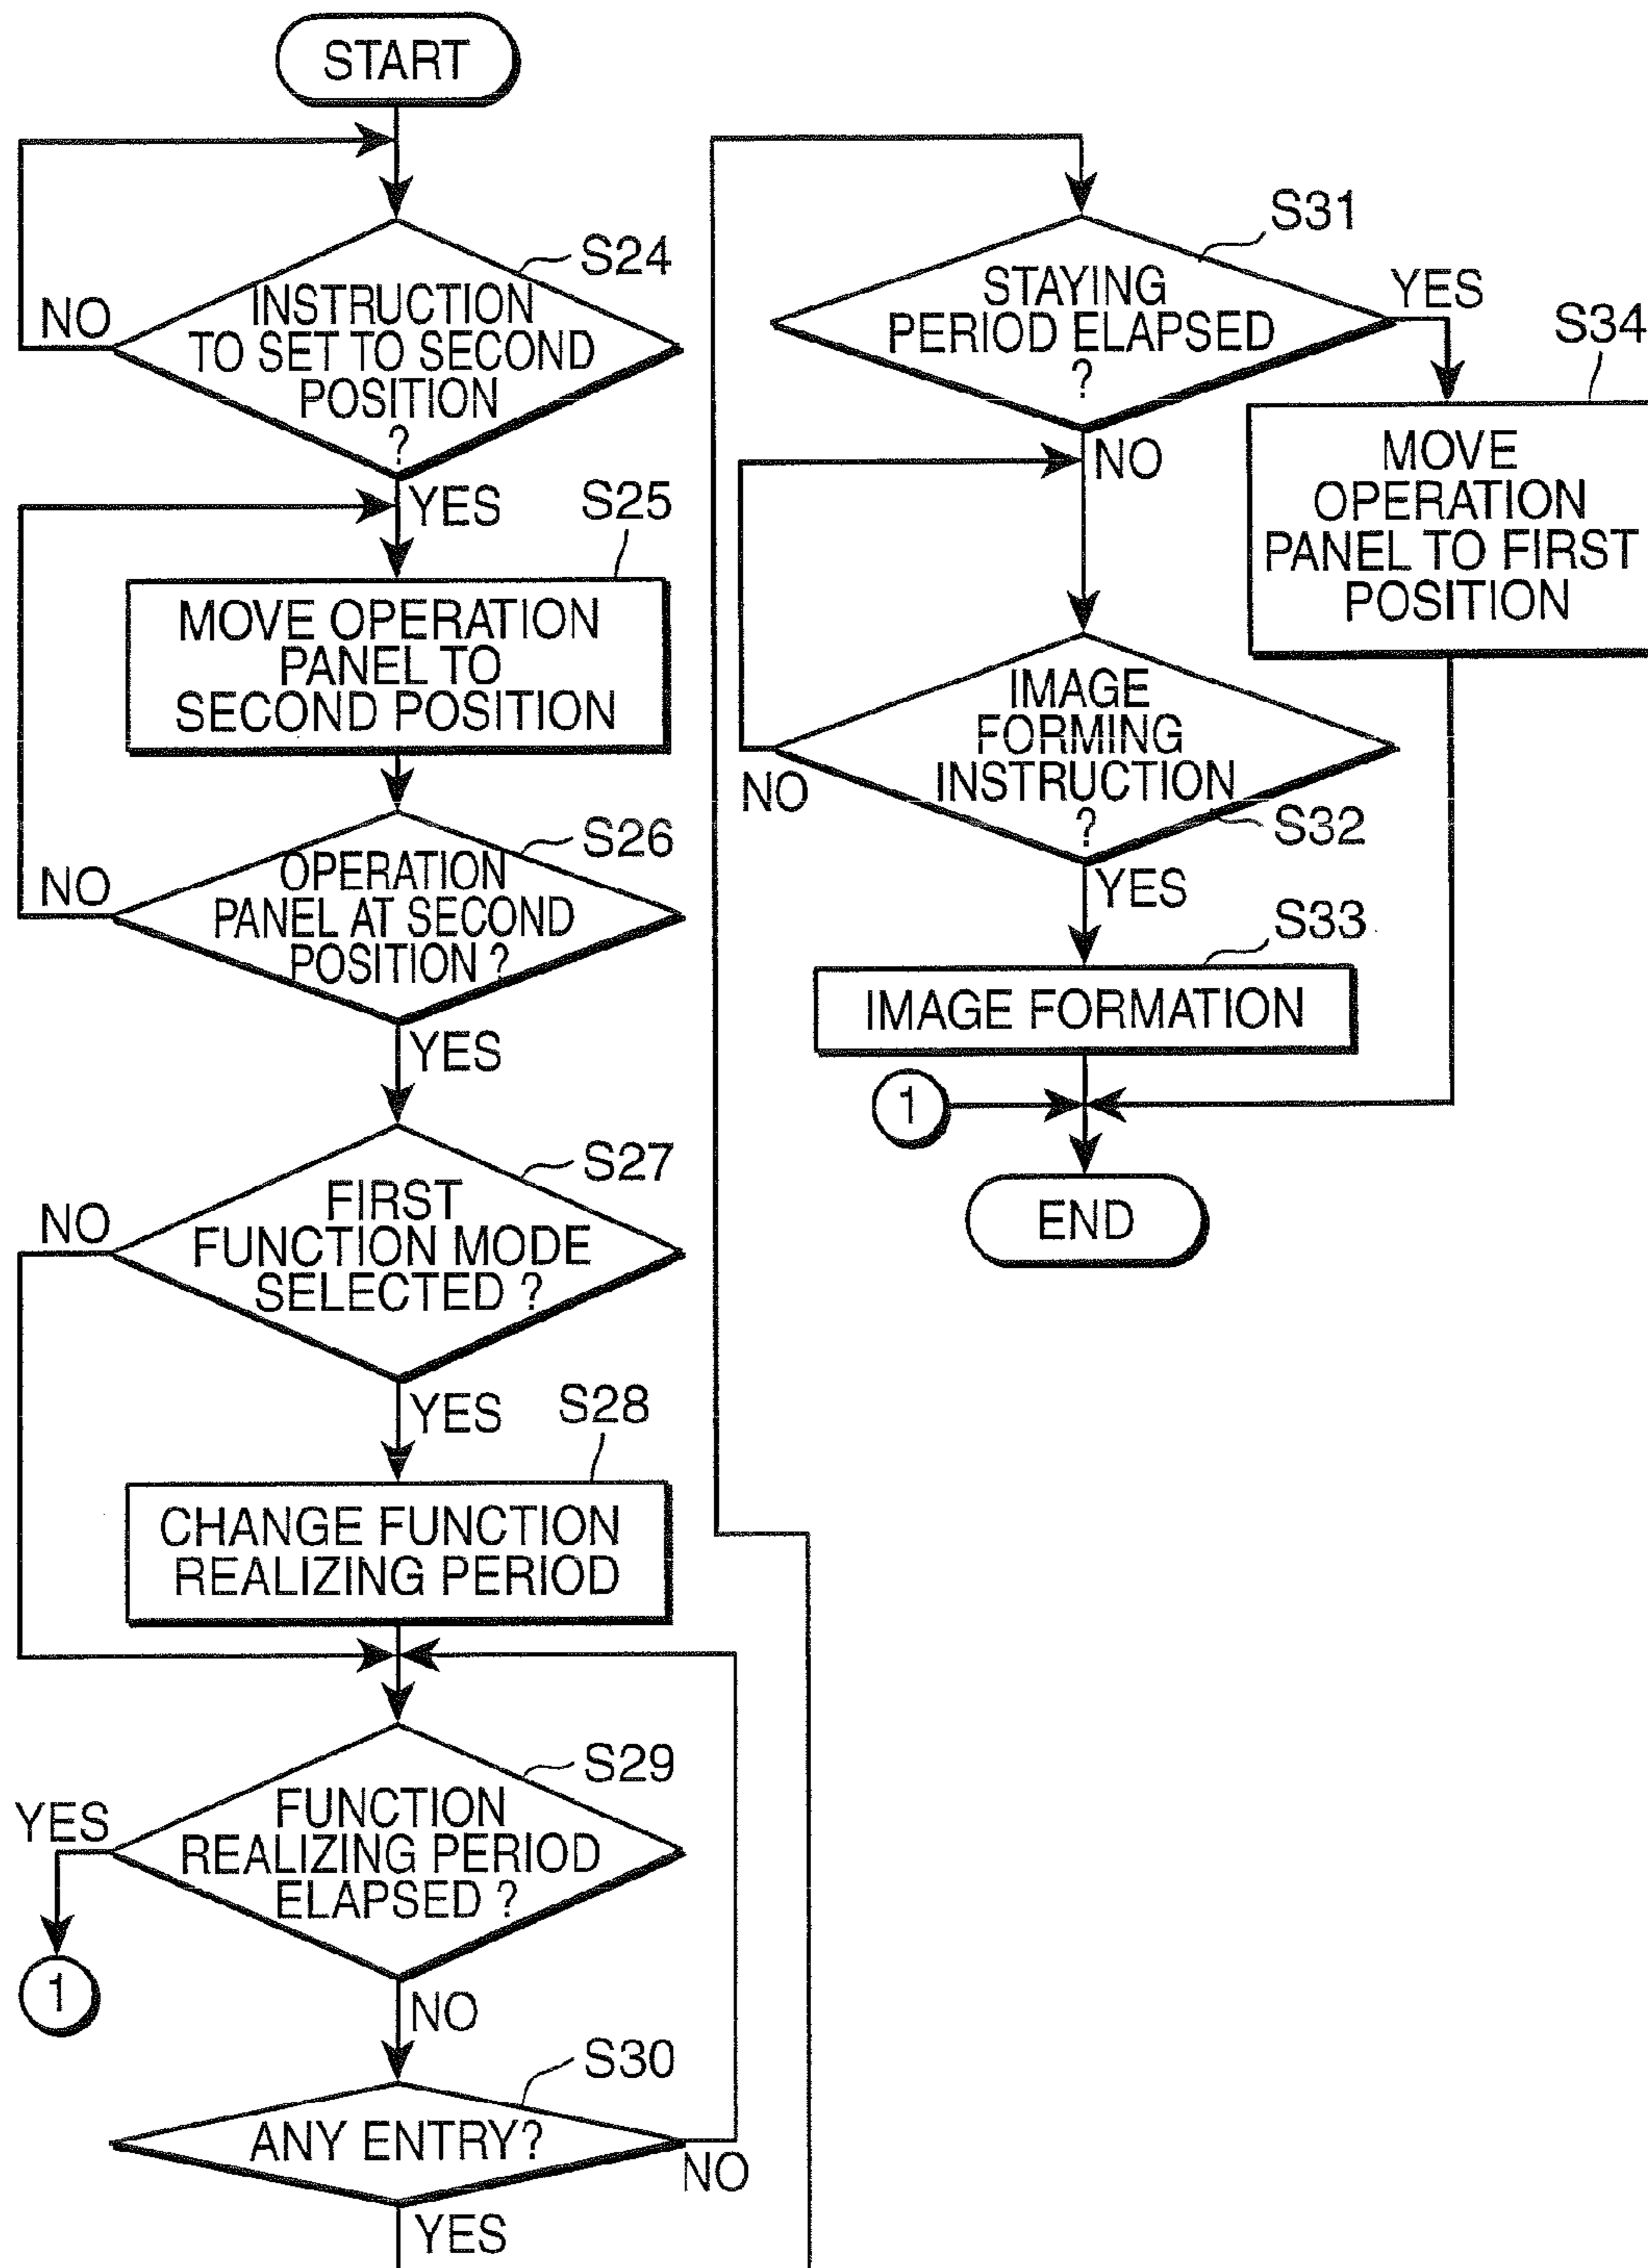 START
S24
INSTRUCTION
TO SET TO SECOND
POSITION
?
NO
YES
S25
MOVE OPERATION
PANEL TO
SECOND POSITION
S26
OPERATION
PANEL AT SECOND
POSITION ?
NO
YES
S27
FIRST
FUNCTION MODE
SELECTED ?
NO
YES
S28
CHANGE FUNCTION
REALIZING PERIOD
S29
FUNCTION
REALIZING PERIOD
ELAPSED ?
YES
1
NO
S30
ANY ENTRY?
NO
YES
S31
STAYING
PERIOD ELAPSED
?
YES
NO
S34
MOVE
OPERATION
PANEL TO FIRST
POSITION
IMAGE
FORMING
INSTRUCTION
?
S32
NO
YES
S33
IMAGE FORMATION
1
END